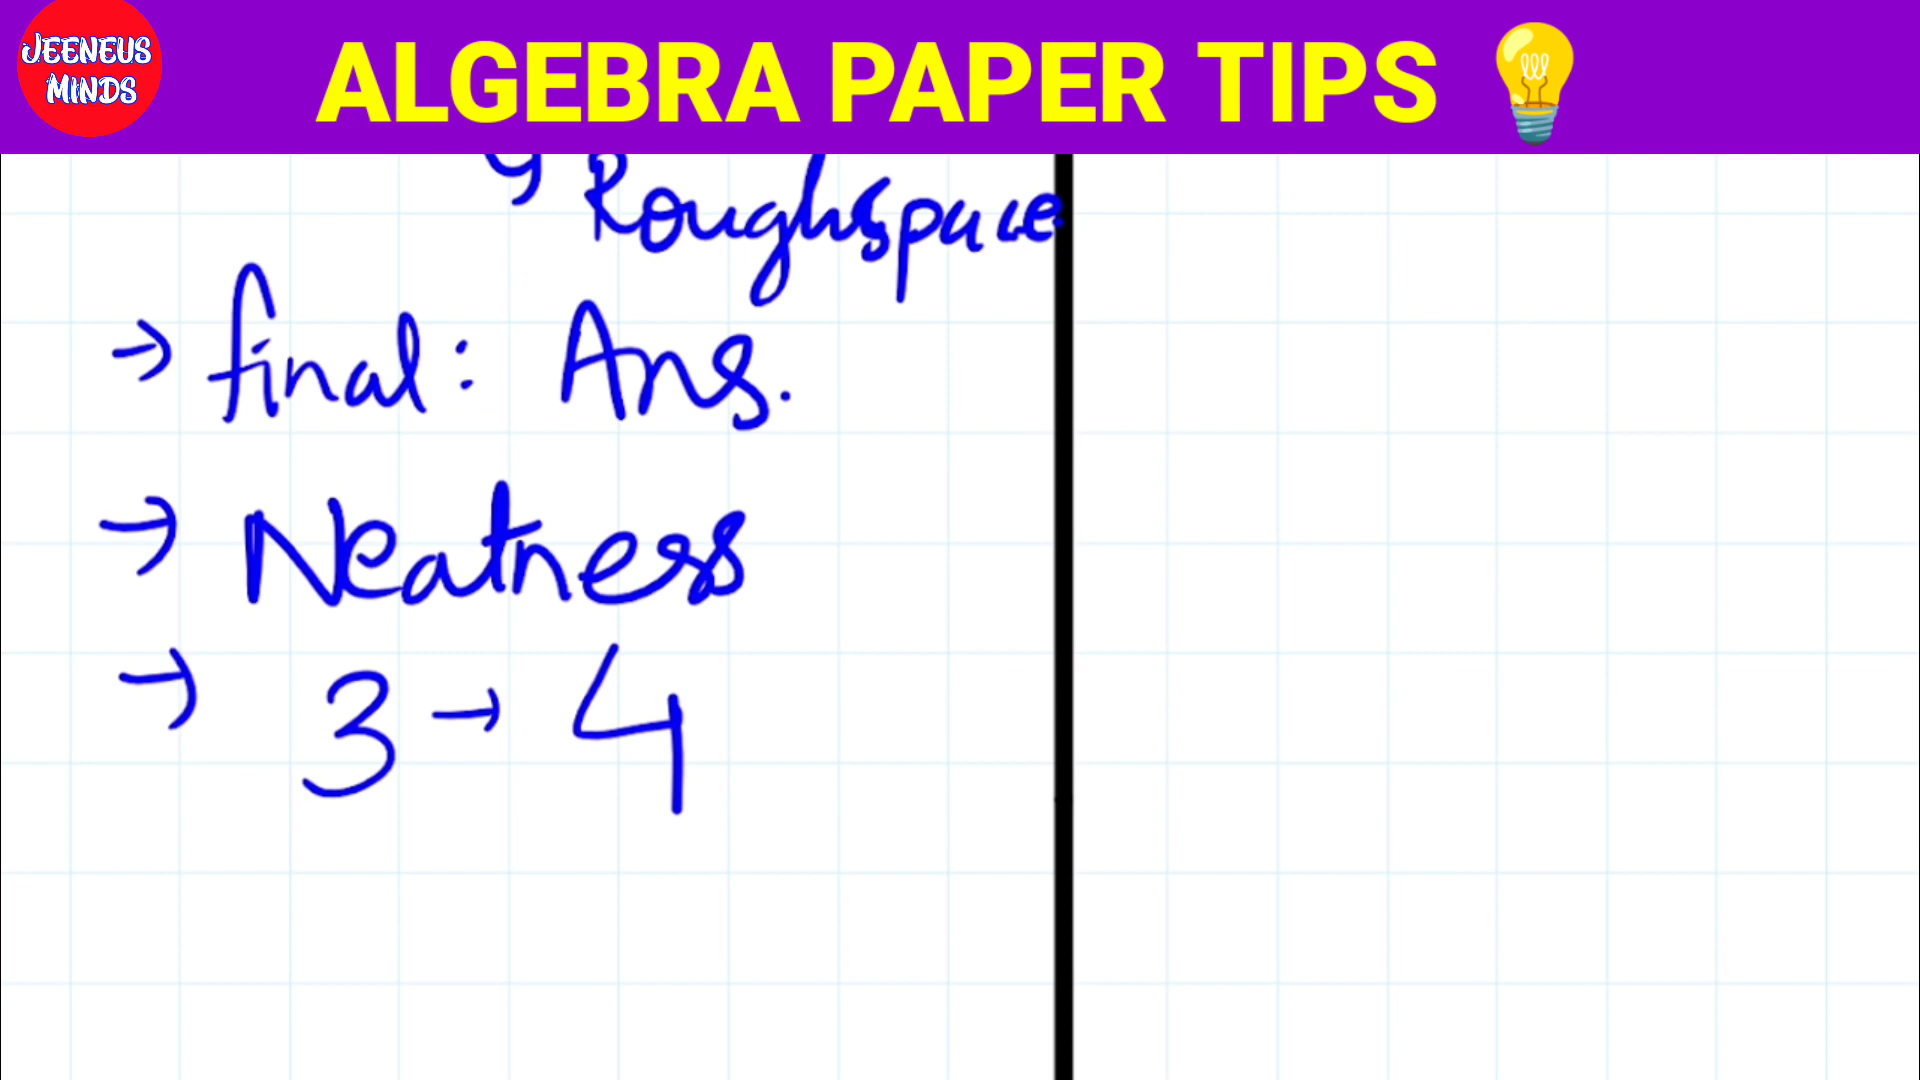 JEENEUS
MINDS
ALGEBRA PAPER TIPS
↳ Roughspace
→ final: Ans.
→ Neatness
→ 3 → 4